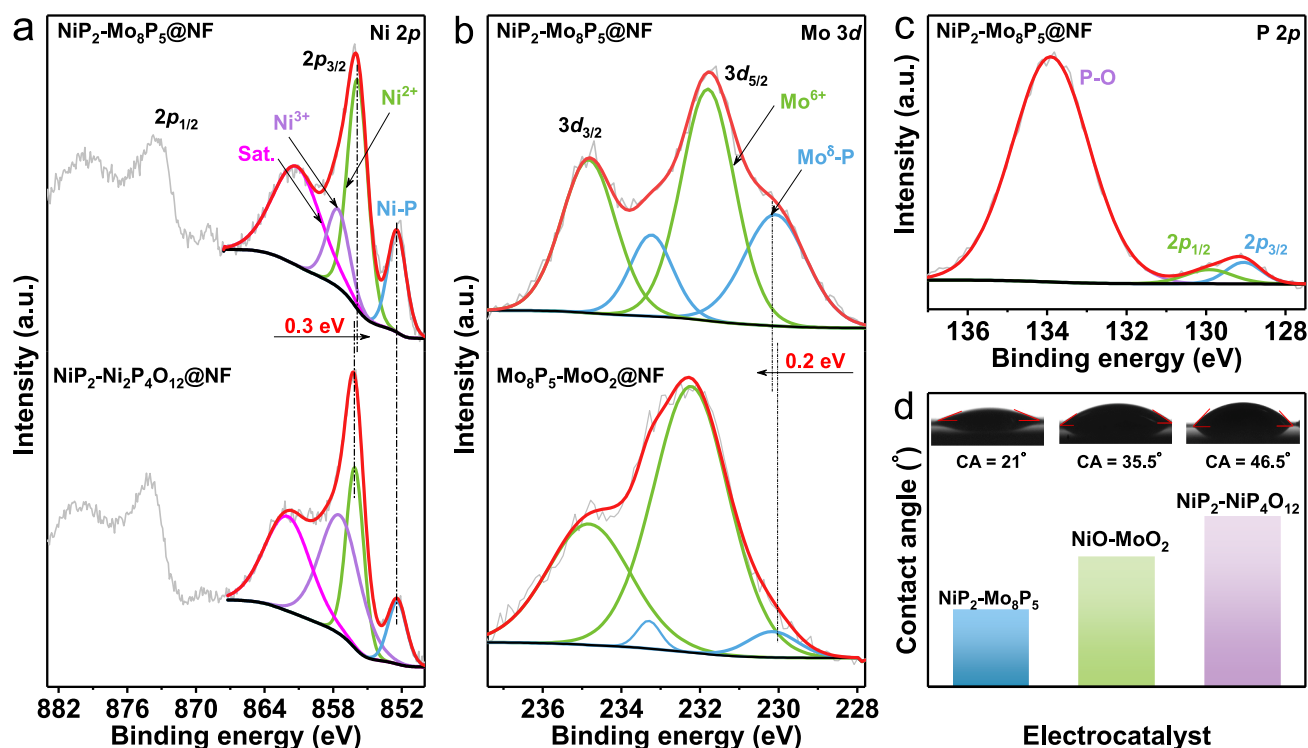 a
NiP₂-Mo₈P₅@NF
Ni 2p
2p₃/₂
Ni²⁺
2p₁/₂
Ni³⁺
Sat.
Ni-P
0.3 eV
NiP₂-Ni₂P₄O₁₂@NF
Intensity (a.u.)
882 876 870 864 858 852
Binding energy (eV)
b
NiP₂-Mo₈P₅@NF
Mo 3d
3d₅/₂
3d₃/₂
Mo⁶⁺
Moᵟ-P
0.2 eV
Mo₈P₅-MoO₂@NF
Intensity (a.u.)
236 234 232 230 228
Binding energy (eV)
c
NiP₂-Mo₈P₅@NF
P 2p
P-O
2p₁/₂
2p₃/₂
Intensity (a.u.)
136 134 132 130 128
Binding energy (eV)
d
CA = 21°
CA = 35.5°
CA = 46.5°
NiP₂-NiP₄O₁₂
NiO-MoO₂
NiP₂-Mo₈P₅
Contact angle (°)
Electrocatalyst